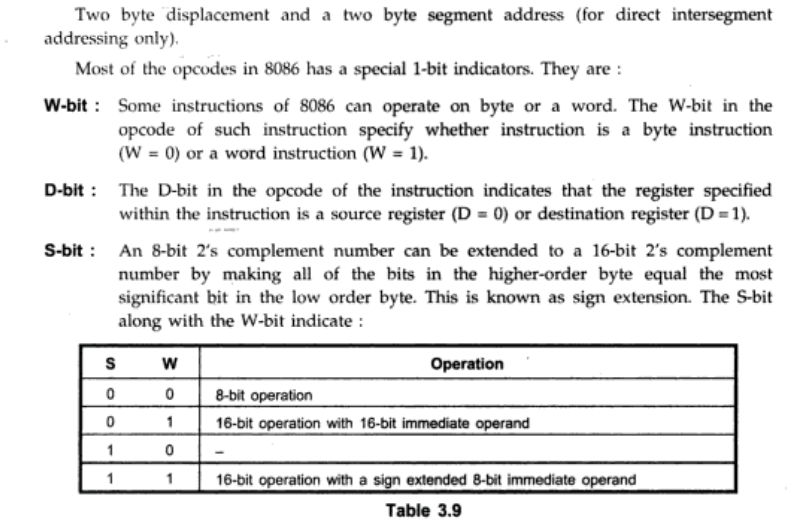 Two byte displacement and a two byte segment address (for direct intersegment
addressing only).
Most of the opcodes in 8086 has a special 1-bit indicators. They are :
W-bit : Some instructions of 8086 can operate on byte or a word. The W-bit in the
opcode of such instruction specify whether instruction is a byte instruction
(W = 0) or a word instruction (W = 1).
D-bit : The D-bit in the opcode of the instruction indicates that the register specified
within the instruction is a source register (D = 0) or destination register (D = 1).
S-bit : An 8-bit 2's complement number can be extended to a 16-bit 2's complement
number by making all of the bits in the higher-order byte equal the most
significant bit in the low order byte. This is known as sign extension. The S-bit
along with the W-bit indicate :
S W Operation
0 0 8-bit operation
0 1 16-bit operation with 16-bit immediate operand
1 0 –
1 1 16-bit operation with a sign extended 8-bit immediate operand
Table 3.9